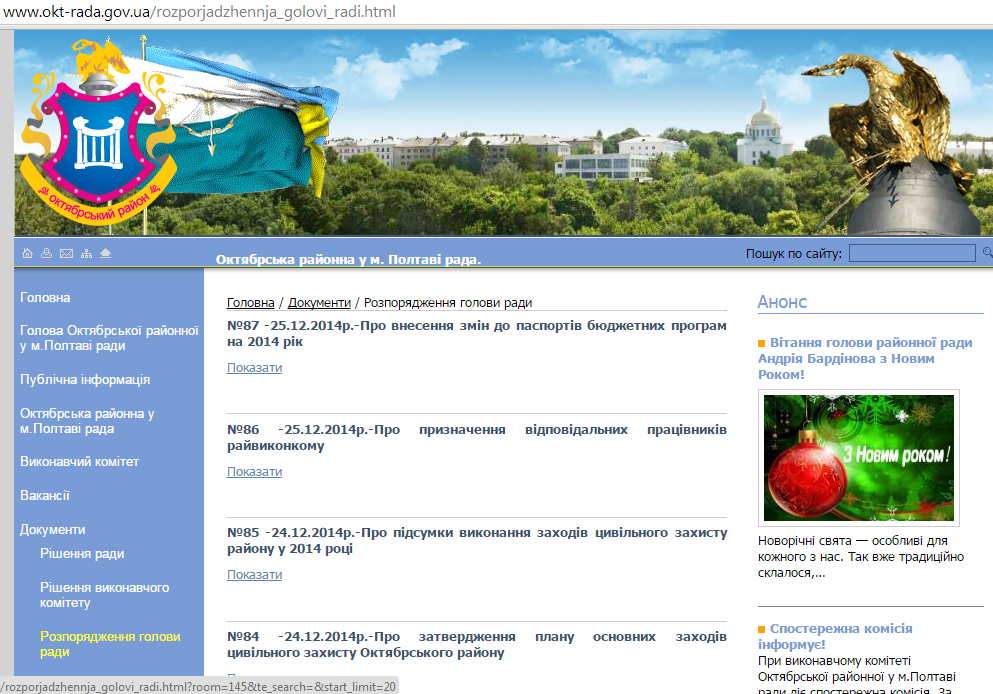 www.okt-rada.gov.ua/rozporjadzhennja_golovi_radi.html
октябрський район
Октябрська районна у м. Полтаві рада.
Пошук по сайту:
Головна
Голова Октябрської районної
у м.Полтаві ради
Публічна інформація
Октябрська районна у
м.Полтаві рада
Виконавчий комітет
Вакансії
Документи
Рішення ради
Рішення виконавчого
комітету
Розпорядження голови
ради
Головна / Документи / Розпорядження голови ради
№87 -25.12.2014р.-Про внесення змін до паспортів бюджетних програм
на 2014 рік
Показати
№86 -25.12.2014р.-Про призначення відповідальних працівників
райвиконкому
Показати
№85 -24.12.2014р.-Про підсумки виконання заходів цивільного захисту
району у 2014 році
Показати
№84 -24.12.2014р.-Про затвердження плану основних заходів
цивільного захисту Октябрського району
Анонс
Вітання голови районної ради
Андрія Бардінова з Новим
Роком!
З Новим роком!
Новорічні свята — особливі для
кожного з нас. Так вже традиційно
склалося,...
Спостережна комісія
інформує!
При виконавчому комітеті
Октябрської районної у м.Полтаві
ради діє спостережна комісія. За
/rozporjadzhennja_golovi_radi.html?room=145&te_search=&start_limit=20